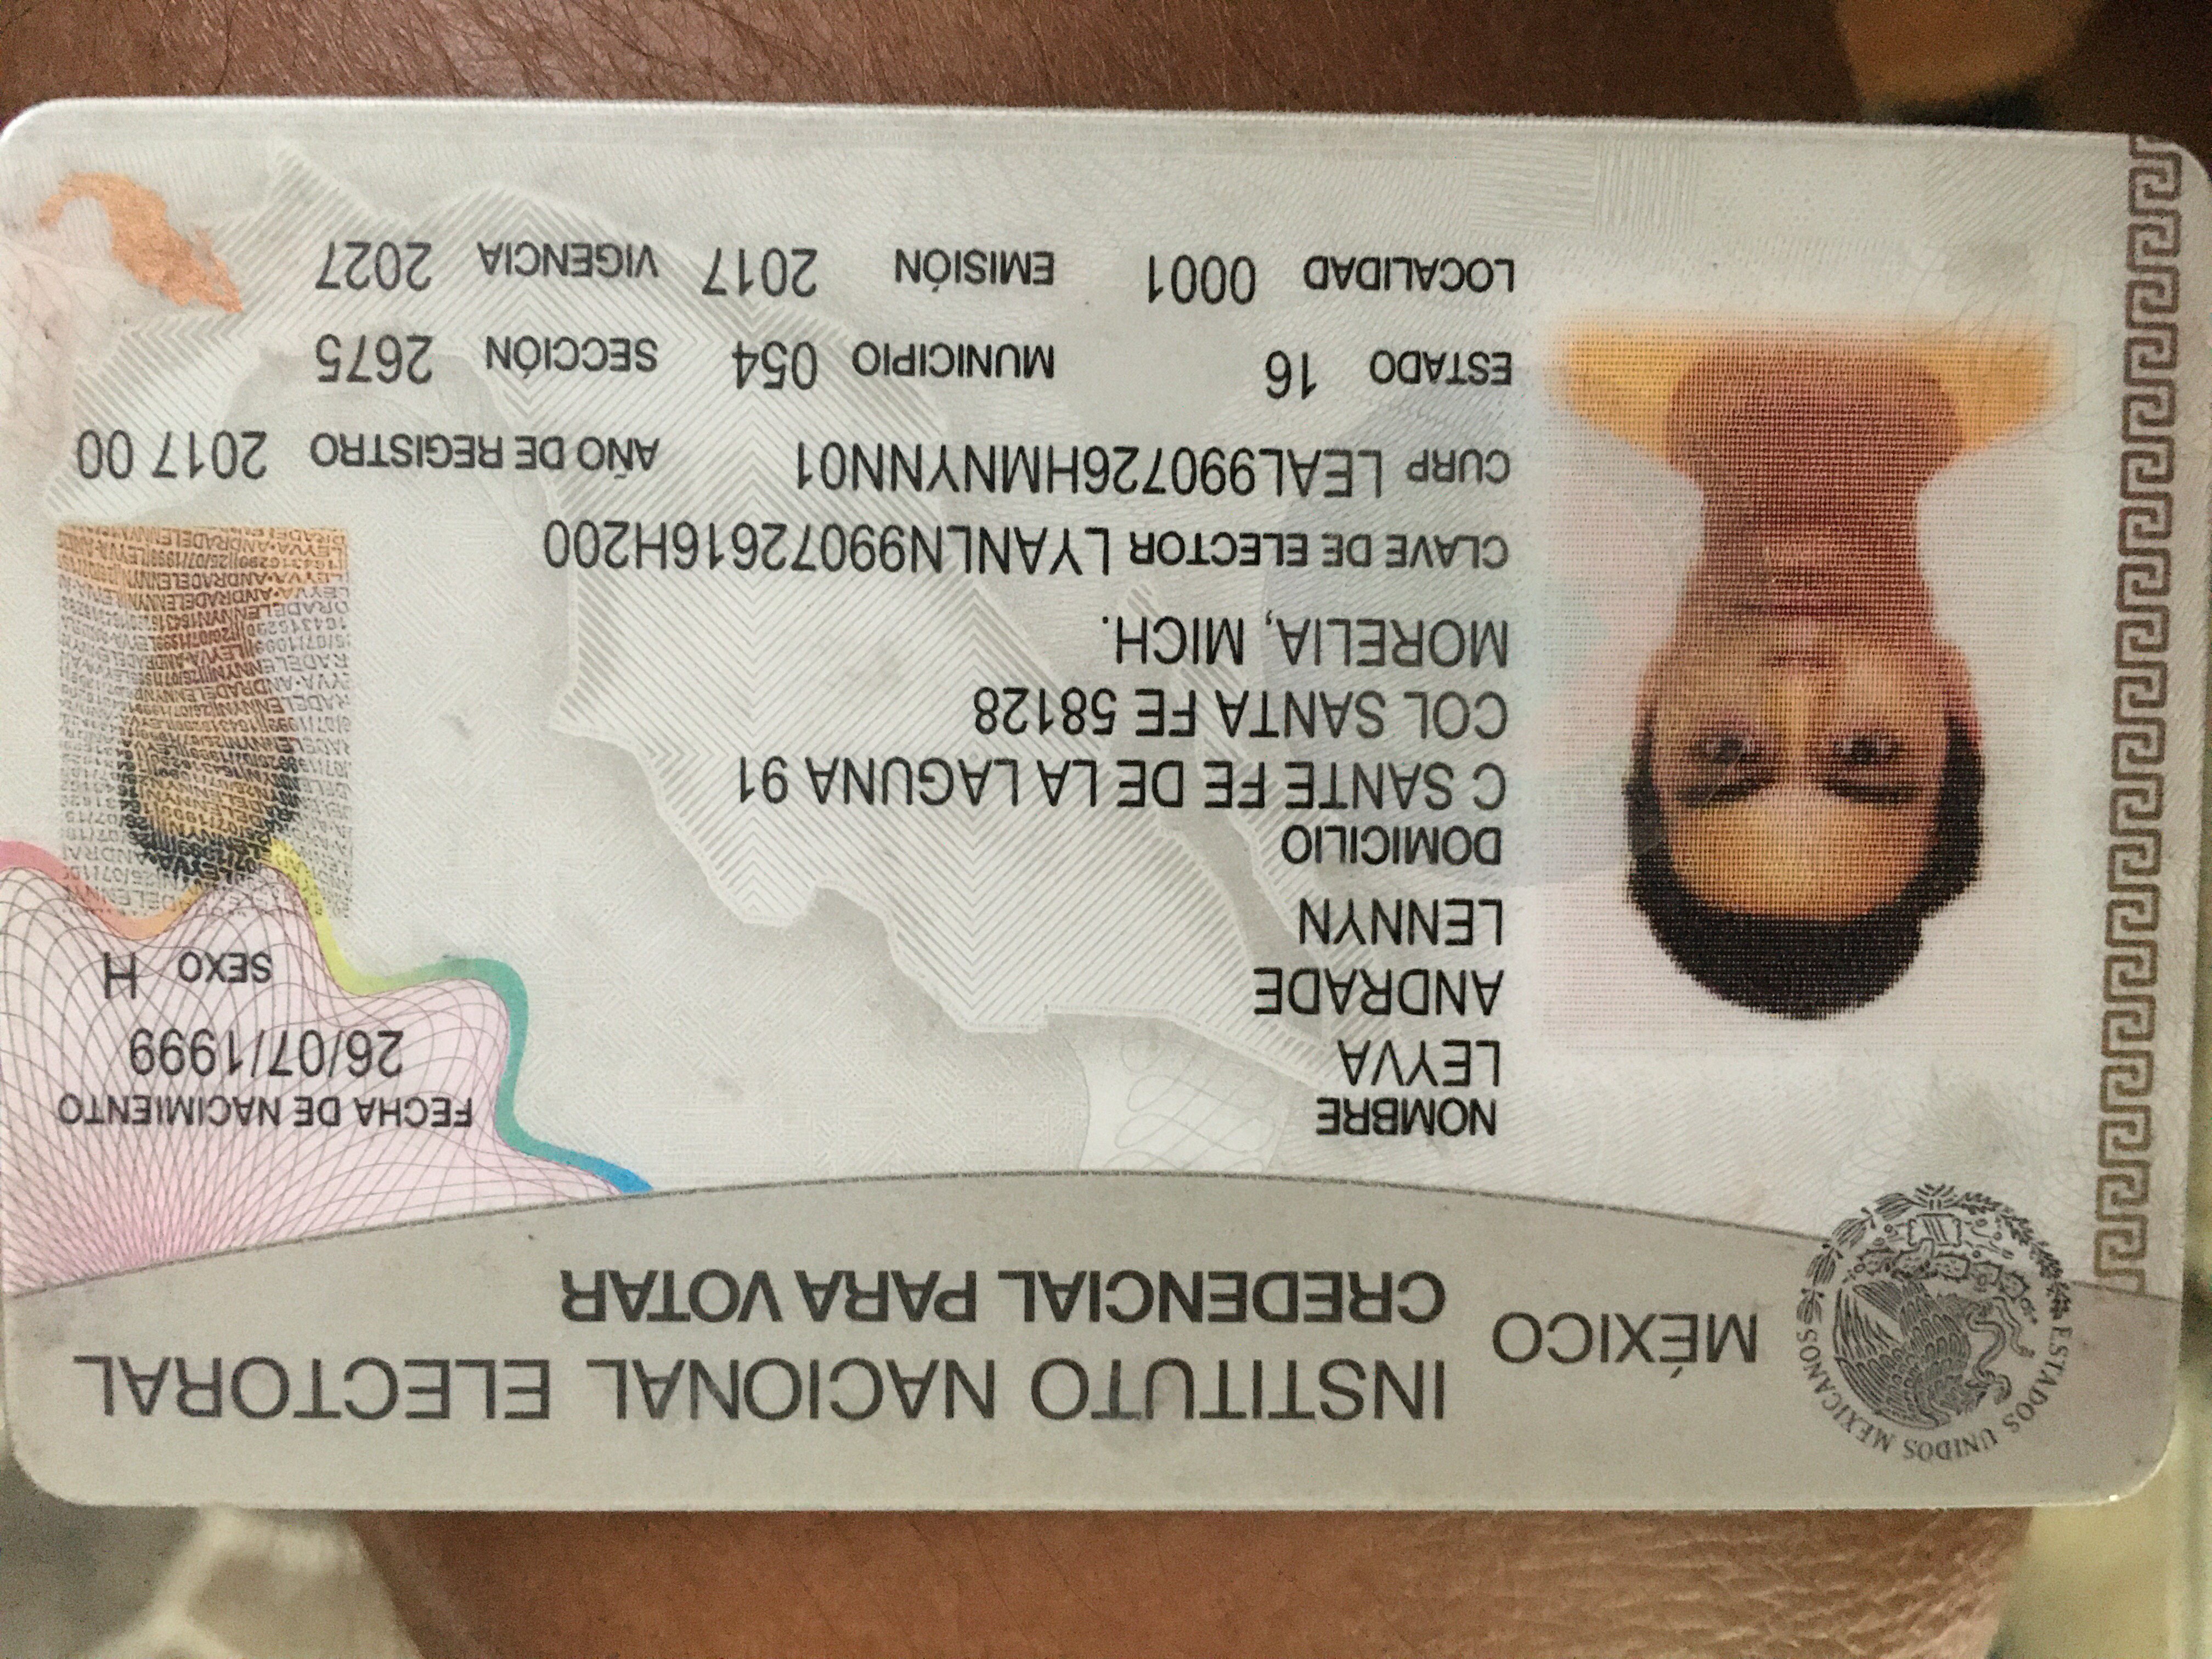 ESTADOS UNIDOS MEXICANOS
MÉXICO
INSTITUTO NACIONAL ELECTORAL
CREDENCIAL PARA VOTAR
NOMBRE
LEYVA
ANDRADE
LENNYN
FECHA DE NACIMIENTO
26/07/1999
SEXO H
DOMICILIO
C SANTE FE DE LA LAGUNA 91
COL SANTA FE 58128
MORELIA, MICH.
CLAVE DE ELECTOR LYANLN99072616H200
CURP LEAL990726HMNYNN01
AÑO DE REGISTRO 2017 00
ESTADO 16
MUNICIPIO 054
SECCIÓN 2675
LOCALIDAD 0001
EMISIÓN 2017
VIGENCIA 2027